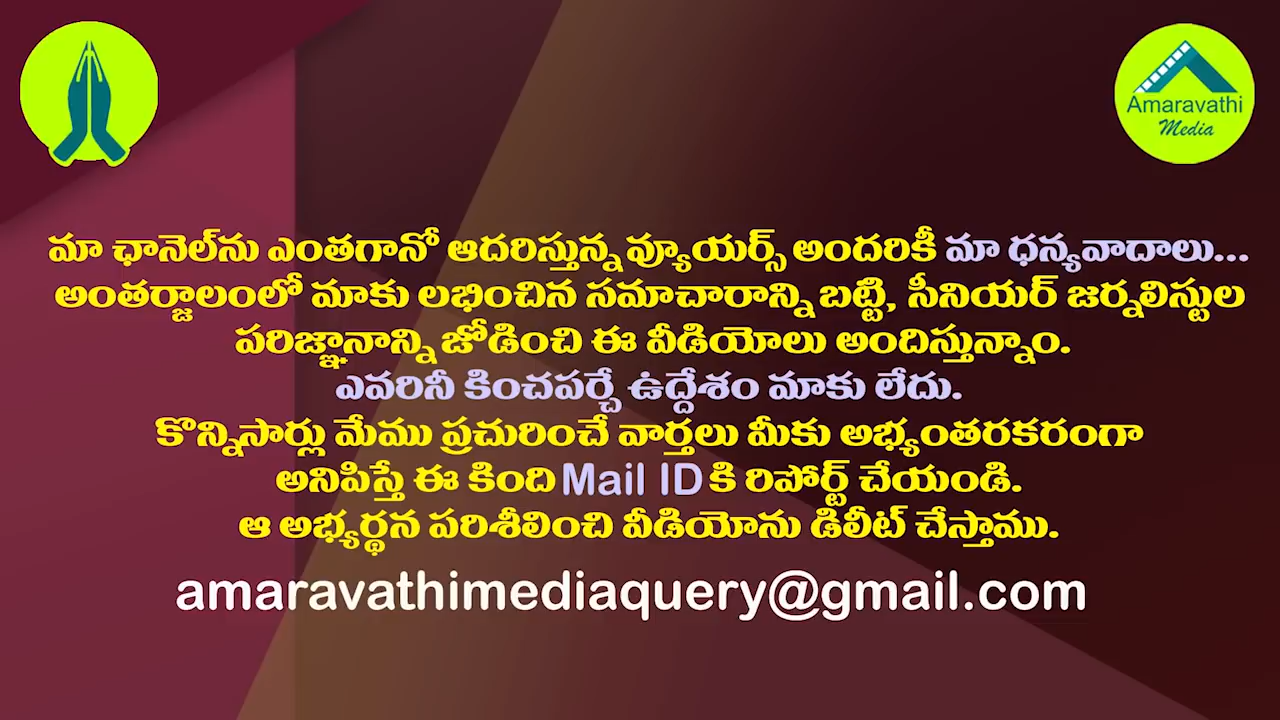 Amaravathi
Media
మా ఛానెల్‌ను ఎంతగానో ఆదరిస్తున్న వ్యూయర్స్ అందరికీ మా ధన్యవాదాలు...
అంతర్జాలంలో మాకు లభించిన సమాచారాన్ని బట్టి, సీనియర్ జర్నలిస్టుల
పరిజ్ఞానాన్ని జోడించి ఈ వీడియోలు అందిస్తున్నాం.
ఎవరినీ కించపర్చే ఉద్దేశం మాకు లేదు.
కొన్నిసార్లు మేము ప్రచురించే వార్తలు మీకు అభ్యంతరకరంగా
అనిపిస్తే ఈ కింది Mail ID కి రిపోర్ట్ చేయండి.
ఆ అభ్యర్థన పరిశీలించి వీడియోను డిలీట్ చేస్తాము.
amaravathimediaquery@gmail.com